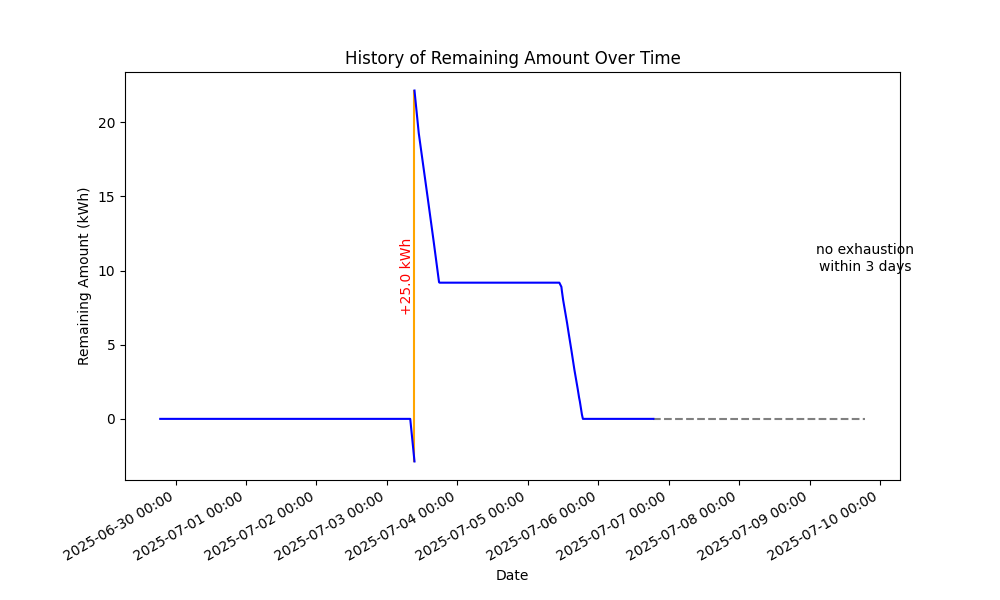 History of Remaining Amount Over Time
Remaining Amount (kWh)
20
15
10
5
0
+25.0 kWh
no exhaustion
within 3 days
2025-06-30 00:00
2025-07-01 00:00
2025-07-02 00:00
2025-07-03 00:00
2025-07-04 00:00
2025-07-05 00:00
2025-07-06 00:00
2025-07-07 00:00
2025-07-08 00:00
2025-07-09 00:00
2025-07-10 00:00
Date